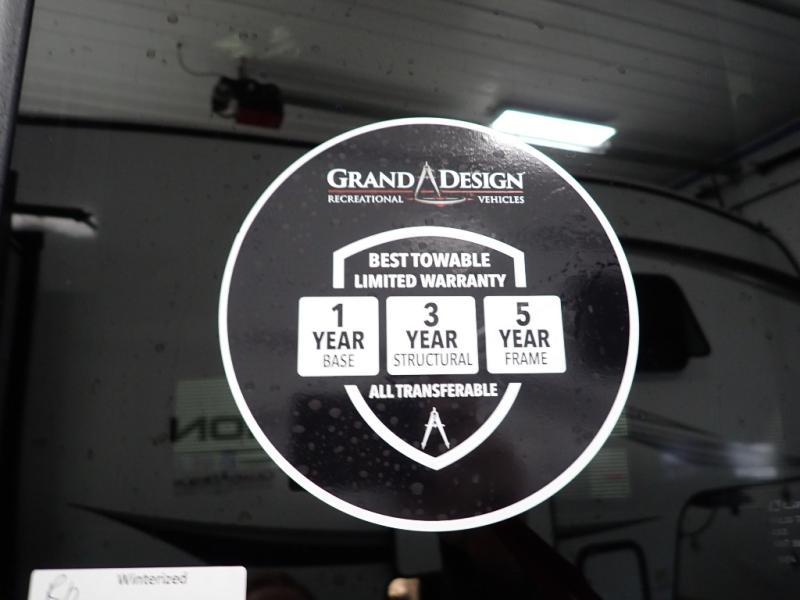 GRAND DESIGN
RECREATIONAL VEHICLES
BEST TOWABLE
LIMITED WARRANTY
1 YEAR BASE
3 YEAR STRUCTURAL
5 YEAR FRAME
ALL TRANSFERABLE
Winterized